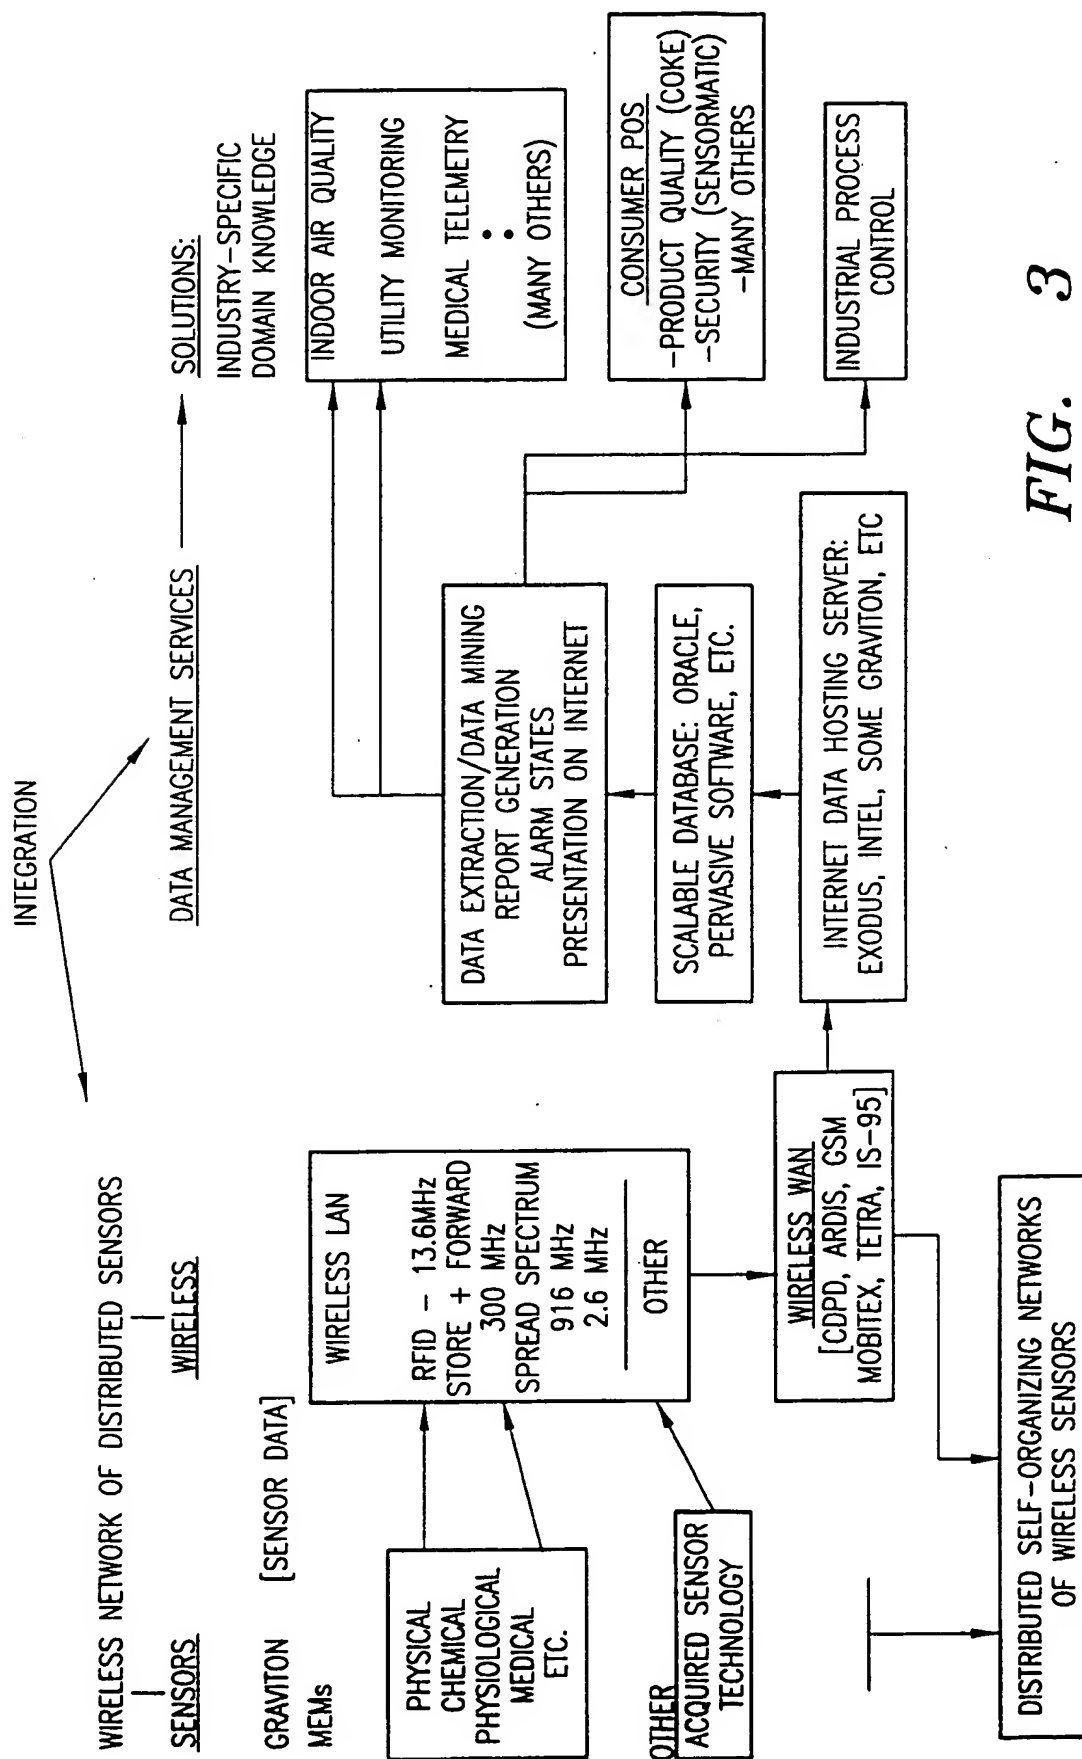 INTEGRATION
WIRELESS NETWORK OF DISTRIBUTED SENSORS
SENSORS
WIRELESS
DATA MANAGEMENT SERVICES
SOLUTIONS:
INDUSTRY-SPECIFIC
DOMAIN KNOWLEDGE
GRAVITON
MEMs
[SENSOR DATA]
PHYSICAL
CHEMICAL
PHYSIOLOGICAL
MEDICAL
ETC.
OTHER
ACQUIRED SENSOR
TECHNOLOGY
WIRELESS LAN
RFID - 13.6MHz
STORE + FORWARD
300 MHz
SPREAD SPECTRUM
916 MHz
2.6 MHz
OTHER
WIRELESS WAN
[CDPD, ARDIS, GSM
MOBITEX, TETRA, IS-95]
DISTRIBUTED SELF-ORGANIZING NETWORKS
OF WIRELESS SENSORS
DATA EXTRACTION/DATA MINING
REPORT GENERATION
ALARM STATES
PRESENTATION ON INTERNET
SCALABLE DATABASE: ORACLE,
PERVASIVE SOFTWARE, ETC.
INTERNET DATA HOSTING SERVER:
EXODUS, INTEL, SOME GRAVITON, ETC
INDOOR AIR QUALITY
UTILITY MONITORING
MEDICAL TELEMETRY
(MANY OTHERS)
CONSUMER POS
-PRODUCT QUALITY (COKE)
-SECURITY (SENSORMATIC)
-MANY OTHERS
INDUSTRIAL PROCESS
CONTROL
FIG. 3